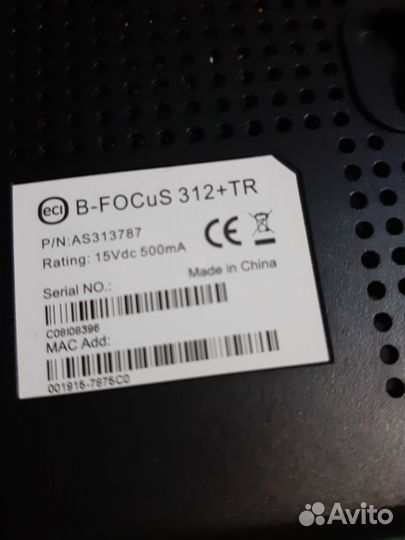 eci B-FOCuS 312+TR
P/N:AS313787
Rating: 15Vdc 500mA
CE
Made in China
Serial NO.:
C08I08396
MAC Add:
001915-7875C0
Avito